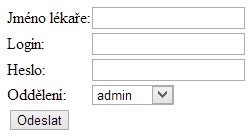 Jméno lékaře:
Login:
Heslo:
Oddělení: admin
Odeslat